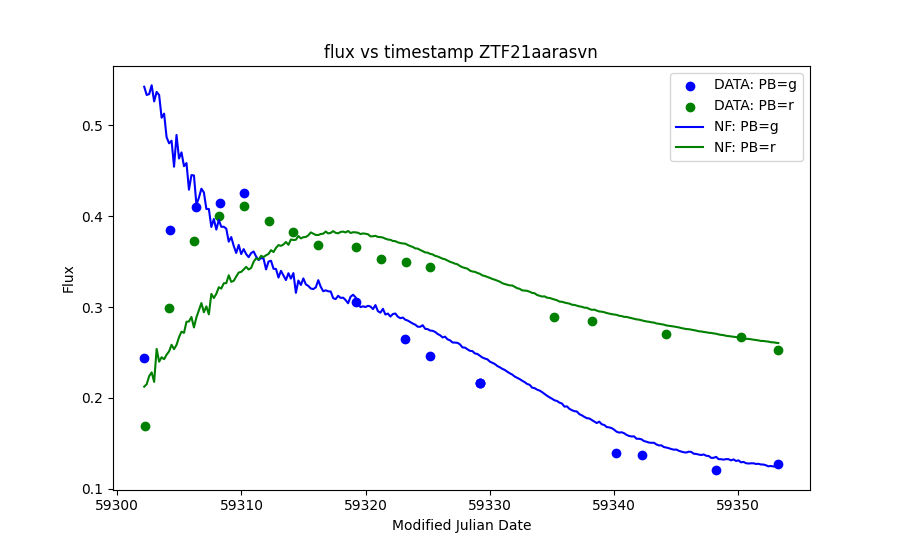 flux vs timestamp ZTF21aarasvn
DATA: PB=g
DATA: PB=r
NF: PB=g
NF: PB=r
Flux
0.5
0.4
0.3
0.2
0.1
59300 59310 59320 59330 59340 59350
Modified Julian Date